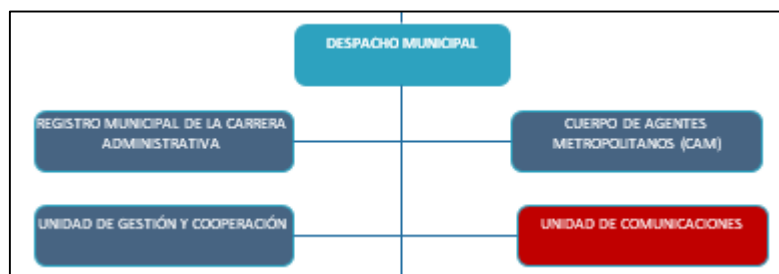 DESPACHO MUNICIPAL
REGISTRO MUNICIPAL DE LA CARRERA
ADMINISTRATIVA
CUERPO DE AGENTES
METROPOLITANOS (CAM)
UNIDAD DE GESTIÓN Y COOPERACIÓN
UNIDAD DE COMUNICACIONES